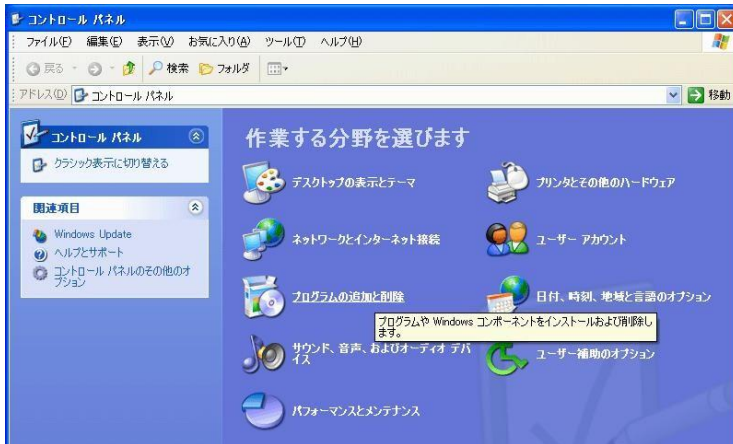 コントロール パネル
ファイル(F) 編集(E) 表示(V) お気に入り(A) ツール(T) ヘルプ(H)
戻る 検索 フォルダ
アドレス(D) コントロール パネル 移動
コントロール パネル
クラシック表示に切り替える
関連項目
Windows Update
ヘルプとサポート
コントロール パネルのその他のオ
プション
作業する分野を選びます
デスクトップの表示とテーマ
プリンタとその他のハードウェア
ネットワークとインターネット接続
ユーザー アカウント
プログラムの追加と削除
日付、時刻、地域と言語のオプション
プログラムや Windows コンポーネントをインストールおよび削除し
ます。
サウンド、音声、およびオーディオ デバ
イス
ユーザー補助のオプション
パフォーマンスとメンテナンス